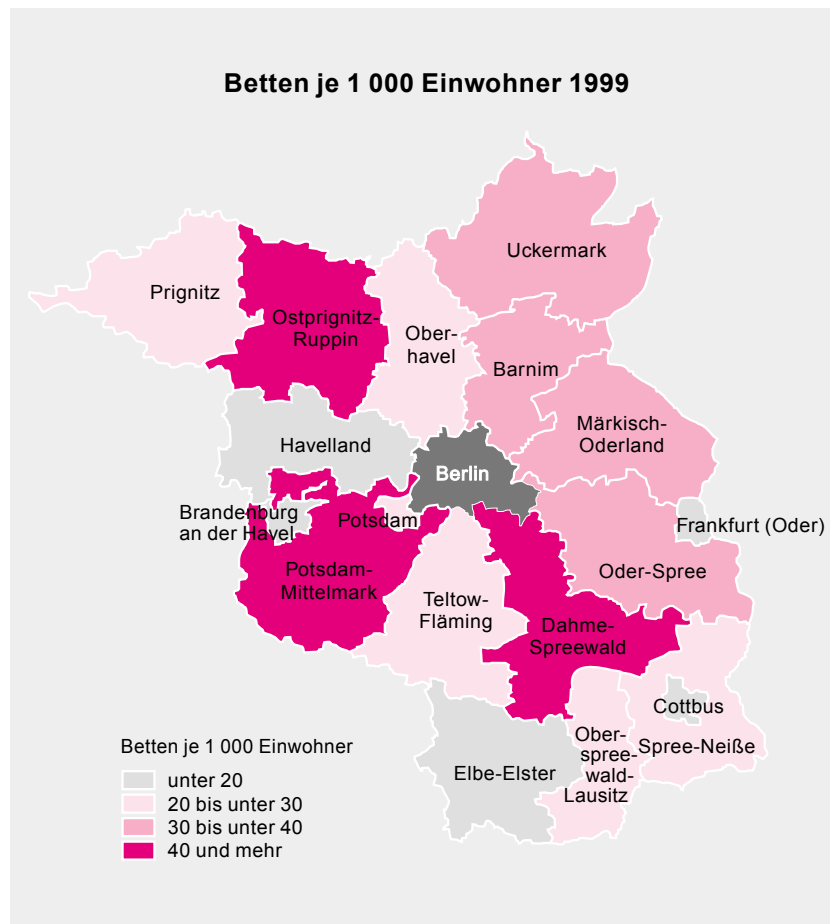 Betten je 1 000 Einwohner 1999
Uckermark
Prignitz
Ostprignitz-
Ruppin
Ober-
havel
Barnim
Märkisch-
Oderland
Havelland
Berlin
Brandenburg
an der Havel
Potsdam
Frankfurt (Oder)
Potsdam-
Mittelmark
Oder-Spree
Teltow-
Fläming
Dahme-
Spreewald
Cottbus
Ober-
spree-
wald-
Lausitz
Spree-Neiße
Elbe-Elster
Betten je 1 000 Einwohner
unter 20
20 bis unter 30
30 bis unter 40
40 und mehr